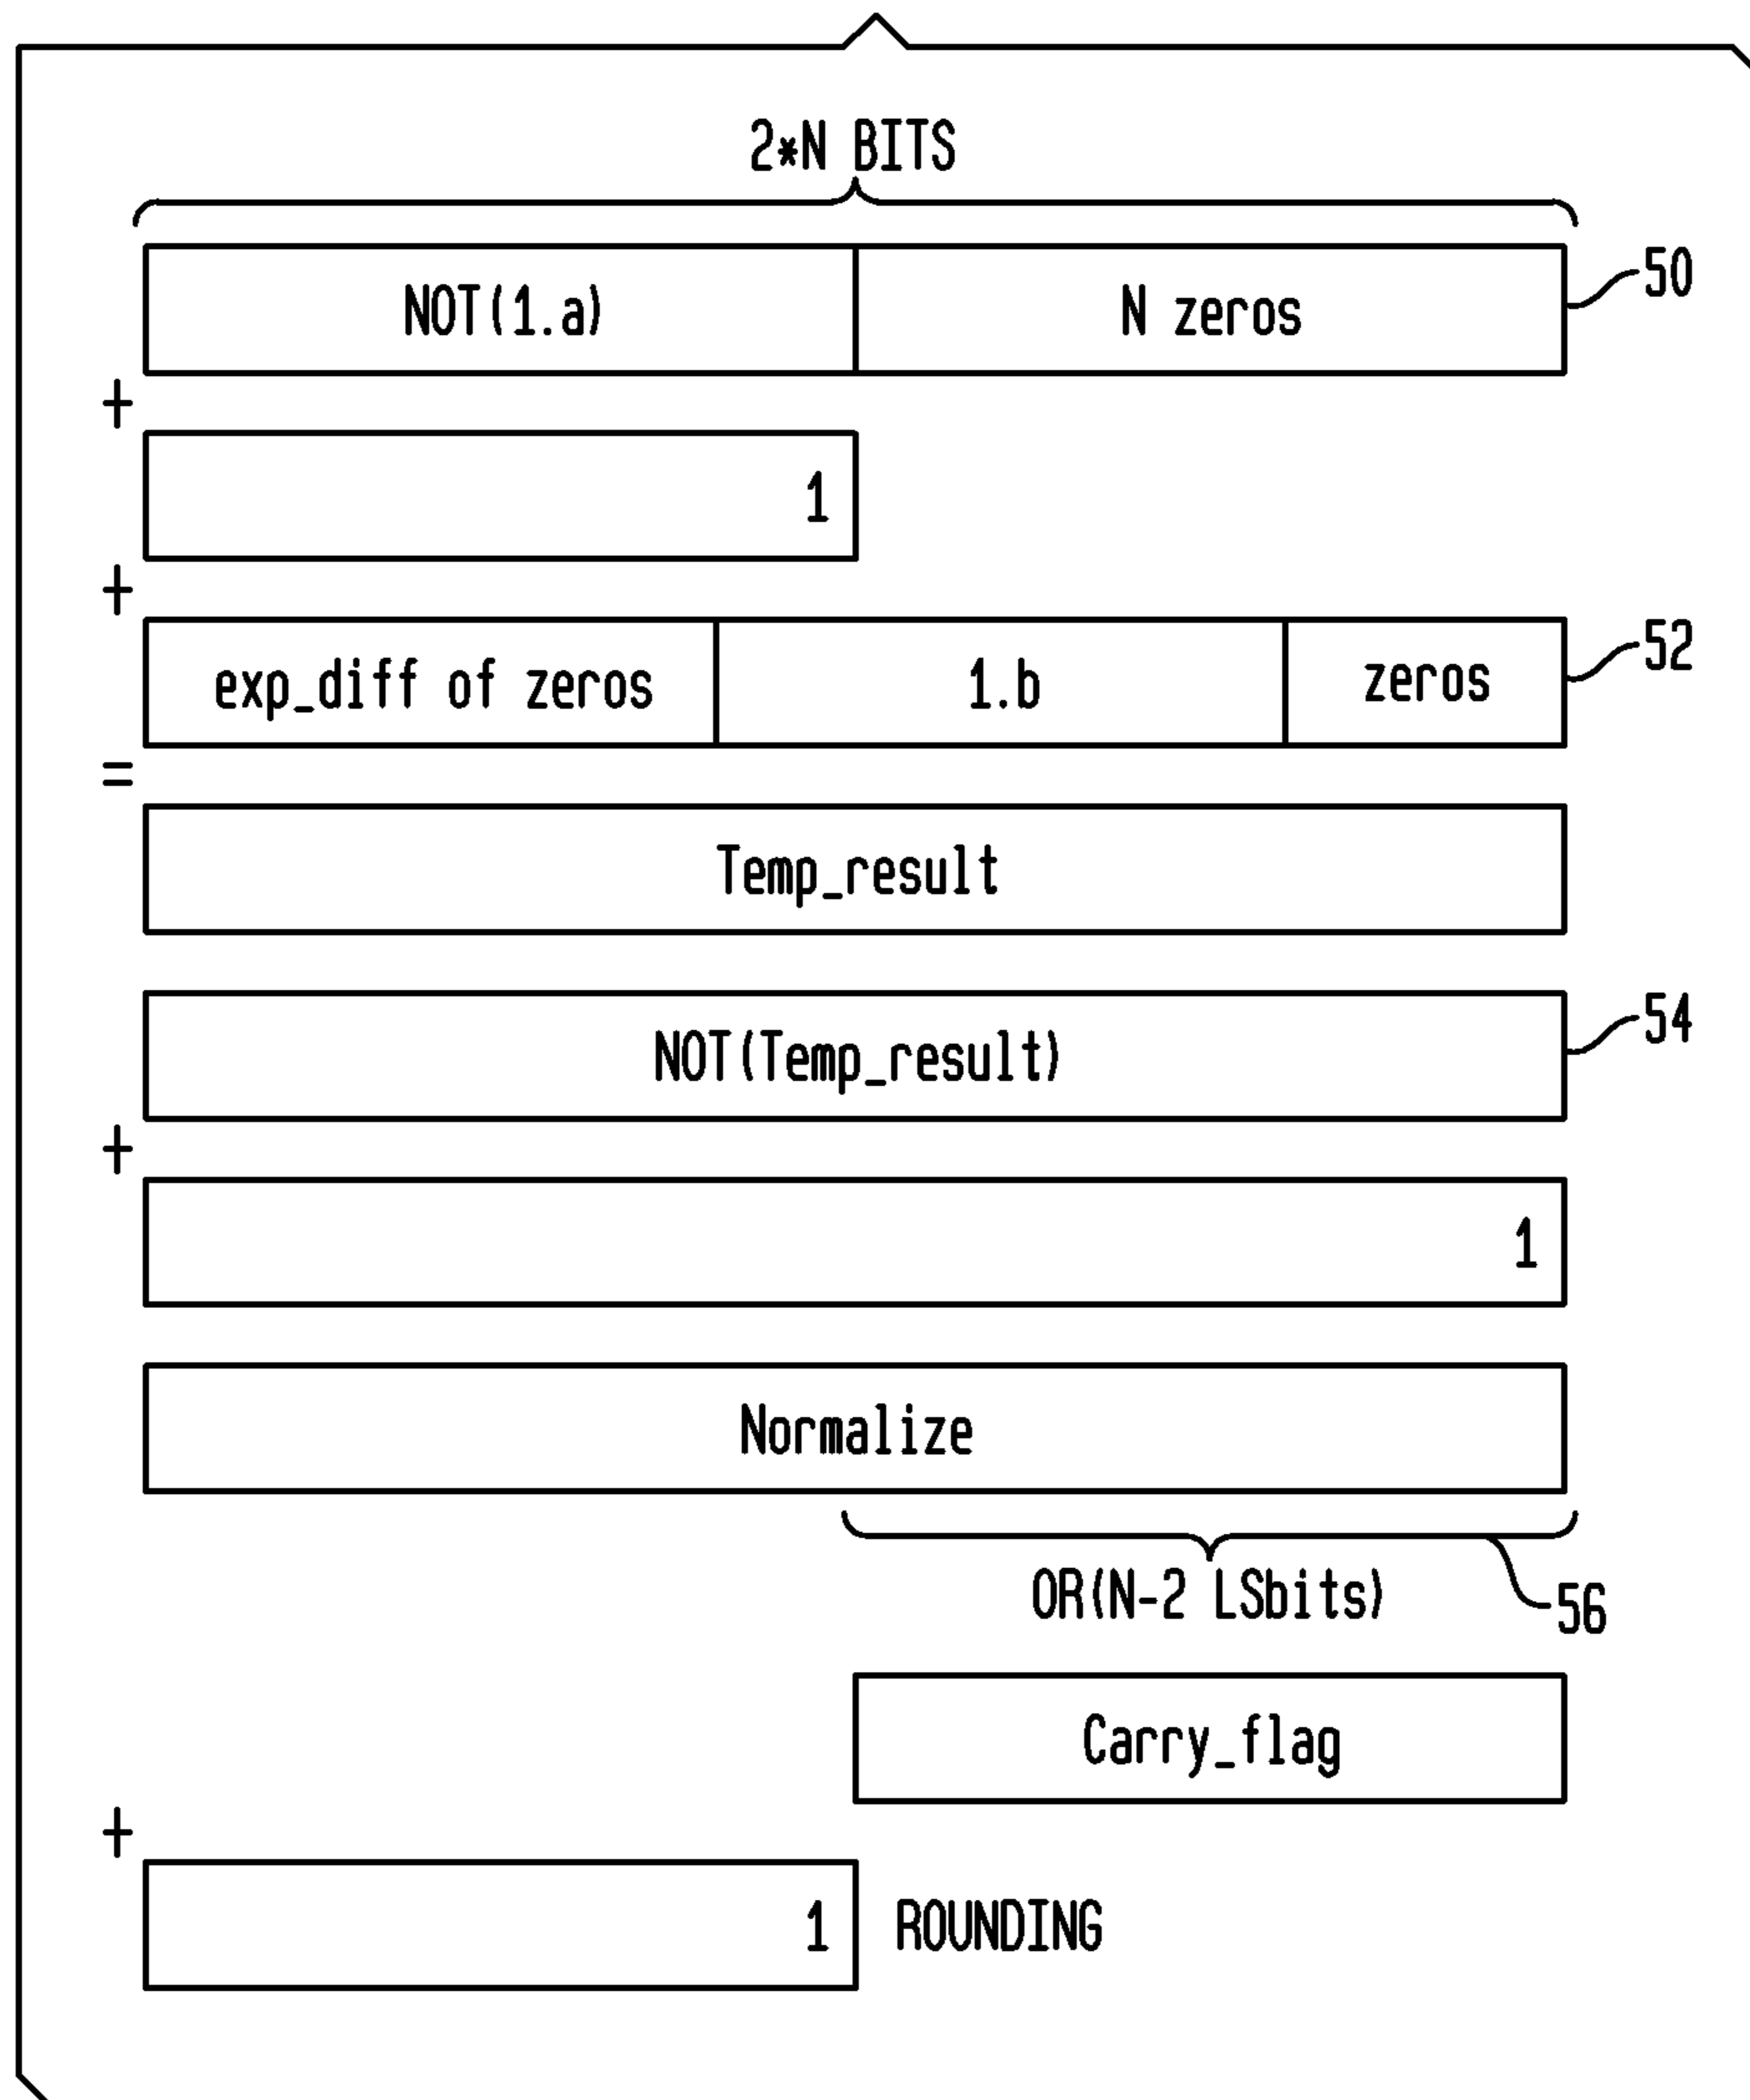 2*N BITS
NOT(1.a) N zeros 50
+
1
+
exp_diff of zeros 1.b zeros 52
=
Temp_result
NOT(Temp_result) 54
+
1
Normalize
OR(N-2 LSbits) 56
Carry_flag
+
1 ROUNDING